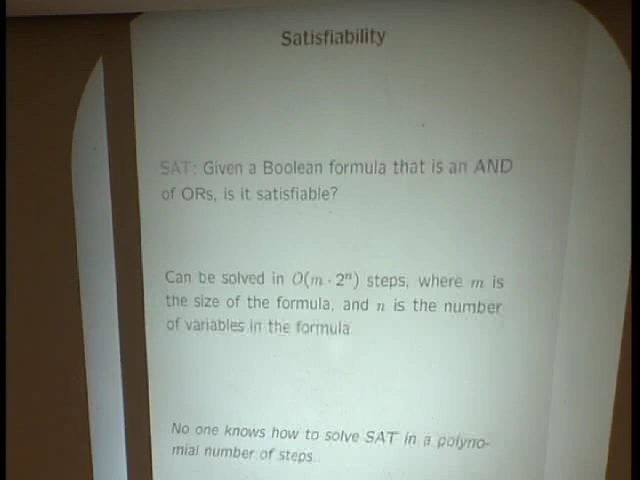 Satisfiability
SAT: Given a Boolean formula that is an AND
of ORs, is it satisfiable?
Can be solved in O(m · 2ⁿ) steps, where m is
the size of the formula, and n is the number
of variables in the formula.
No one knows how to solve SAT in a polyno-
mial number of steps.